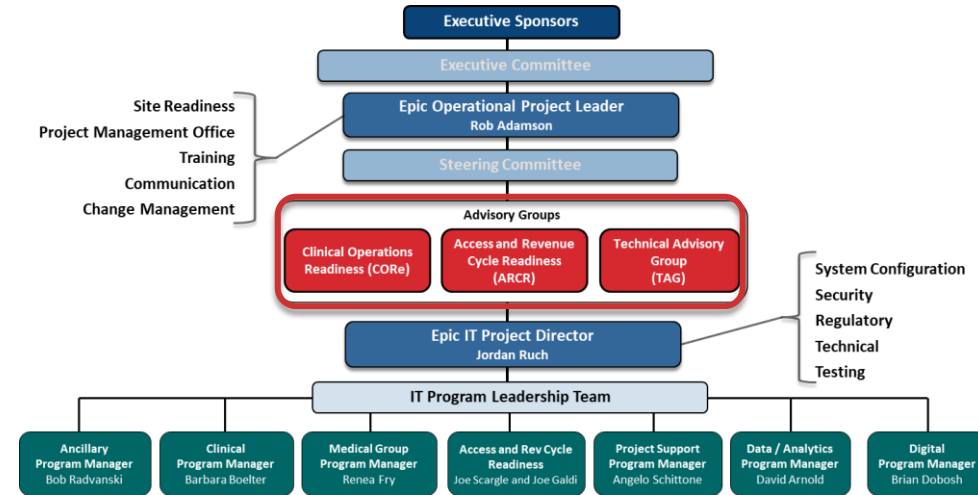 Executive Sponsors
Executive Committee
Epic Operational Project Leader
Rob Adamson
Site Readiness
Project Management Office
Training
Communication
Change Management
Steering Committee
Advisory Groups
Clinical Operations
Readiness (CORe)
Access and Revenue
Cycle Readiness
(ARCR)
Technical Advisory
Group
(TAG)
Epic IT Project Director
Jordan Ruch
System Configuration
Security
Regulatory
Technical
Testing
IT Program Leadership Team
Ancillary
Program Manager
Bob Radvanski
Clinical
Program Manager
Barbara Boelter
Medical Group
Program Manager
Renea Fry
Access and Rev Cycle
Readiness
Joe Scargle and Joe Galdi
Project Support
Program Manager
Angelo Schittone
Data / Analytics
Program Manager
David Arnold
Digital
Program Manager
Brian Dobosh